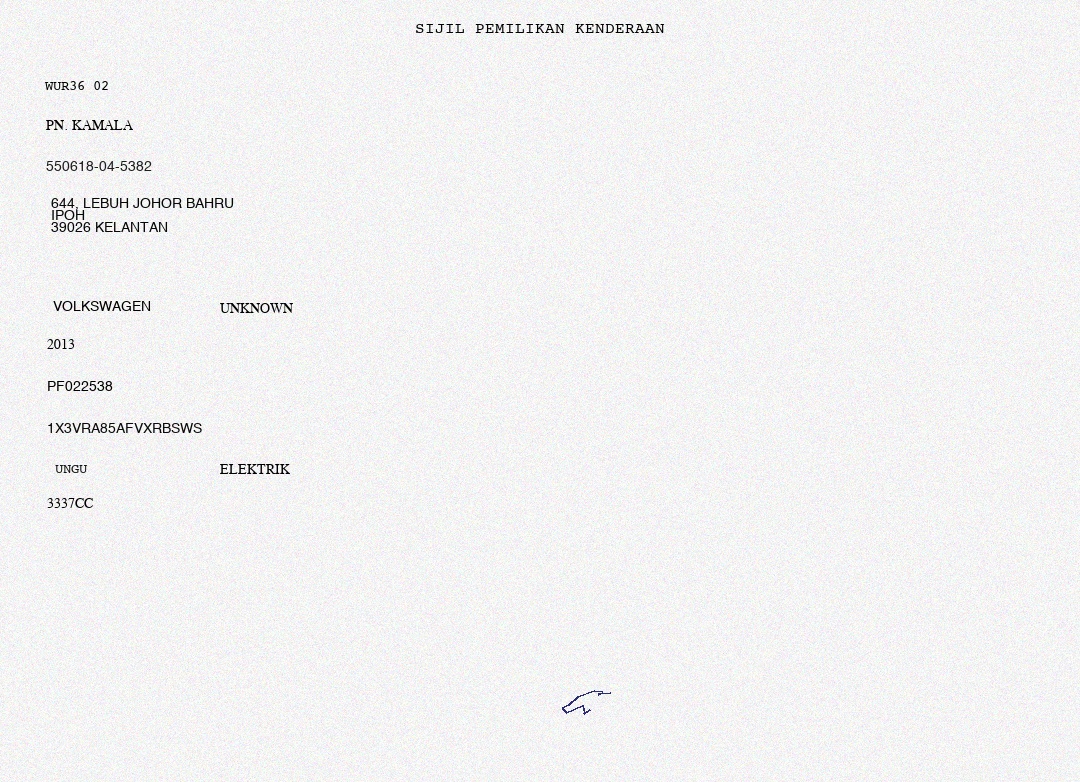 SIJIL PEMILIKAN KENDERAAN
WUR36 02
PN. KAMALA
550618-04-5382
644, LEBUH JOHOR BAHRU
IPOH
39026 KELANTAN
VOLKSWAGEN UNKNOWN
2013
PF022538
1X3VRA85AFVXRBSWS
UNGU ELEKTRIK
3337CC